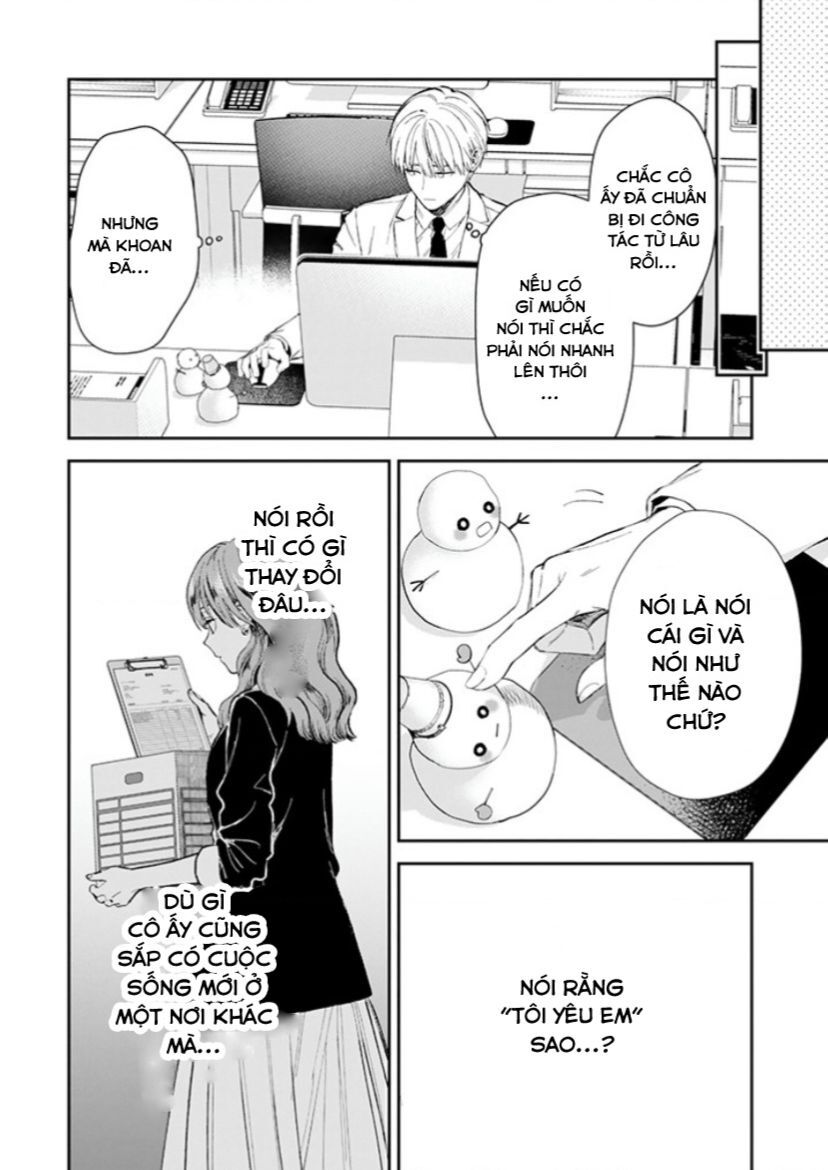 CHẮC CÔ
ẤY ĐÃ CHUẨN
BỊ ĐI CÔNG
TÁC TỪ LÂU
RỒI...
NẾU CÓ
GÌ MUỐN
NÓI THÌ CHẮC
PHẢI NÓI NHANH
LÊN THÔI
...
NHƯNG
MÀ KHOAN
ĐÃ...
NÓI LÀ NÓI
CÁI GÌ VÀ
NÓI NHƯ
THẾ NÀO
CHỨ?
NÓI RẰNG
"TÔI YÊU EM"
SAO...?
NÓI RỒI
THÌ CÓ GÌ
THAY ĐỔI
ĐÂU...
DÙ GÌ
CÔ ẤY CŨNG
SẮP CÓ CUỘC
SỐNG MỚI Ở
MỘT NƠI KHÁC
MÀ...